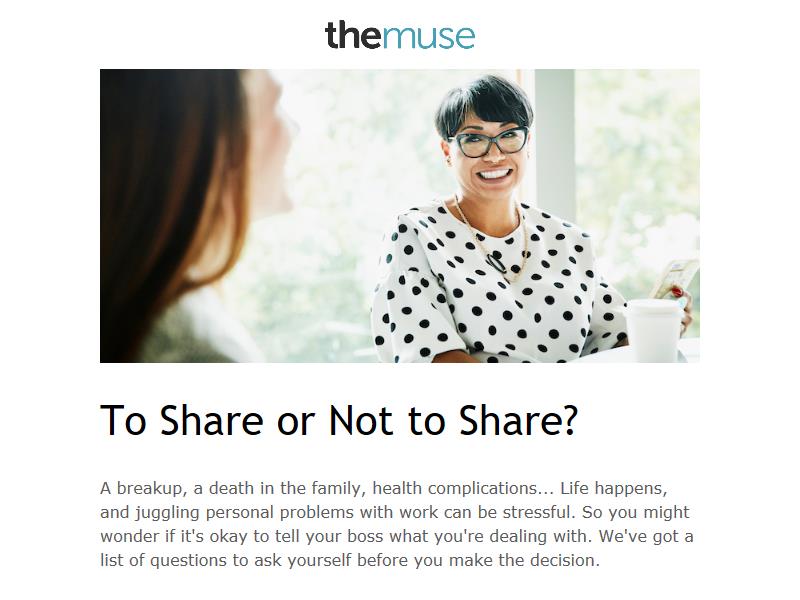 themuse
To Share or Not to Share?
A breakup, a death in the family, health complications... Life happens,
and juggling personal problems with work can be stressful. So you might
wonder if it's okay to tell your boss what you're dealing with. We've got a
list of questions to ask yourself before you make the decision.